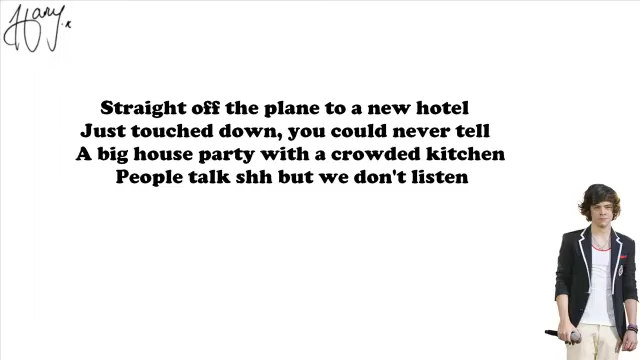 Harry.x
Straight off the plane to a new hotel
Just touched down, you could never tell
A big house party with a crowded kitchen
People talk shh but we don't listen